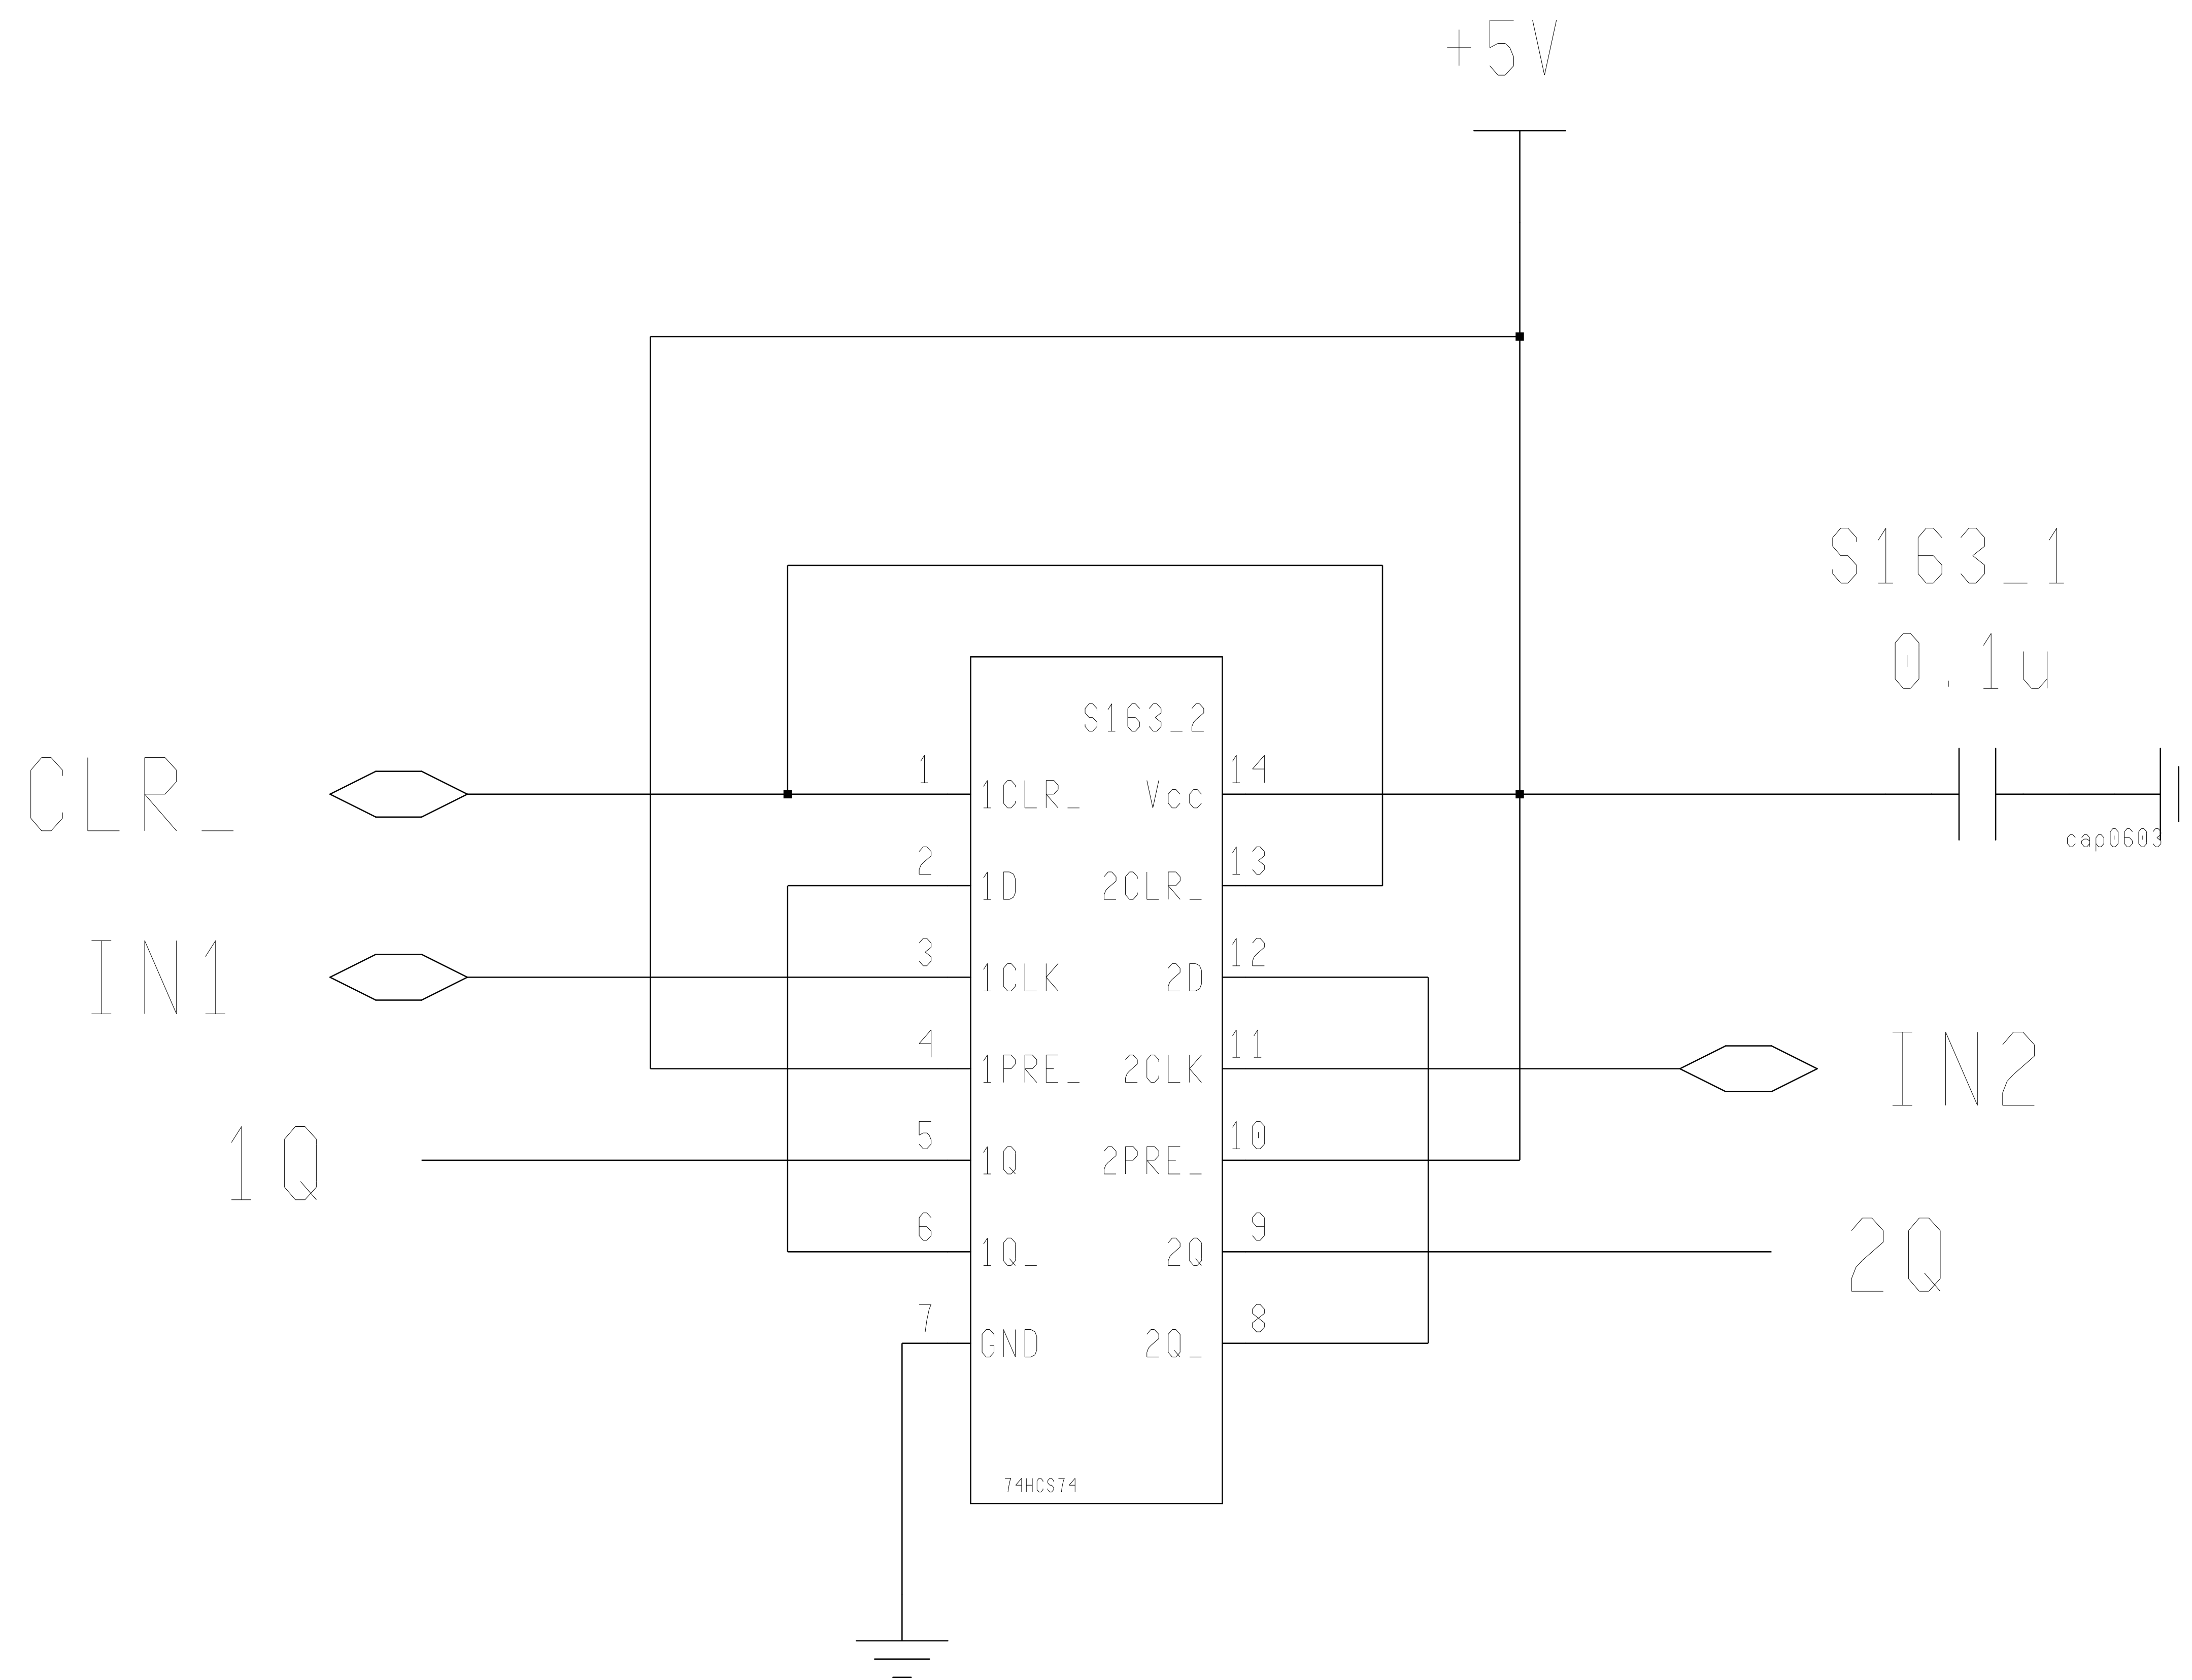 +5V
S163_1
0.1u
cap0603
S163_2
CLR_
1 1CLR_ Vcc 14
2 1D 2CLR_ 13
IN1
3 1CLK 2D 12
4 1PRE_ 2CLK 11
IN2
1Q
5 1Q 2PRE_ 10
6 1Q_ 2Q 9
2Q
7 GND 2Q_ 8
74HCS74